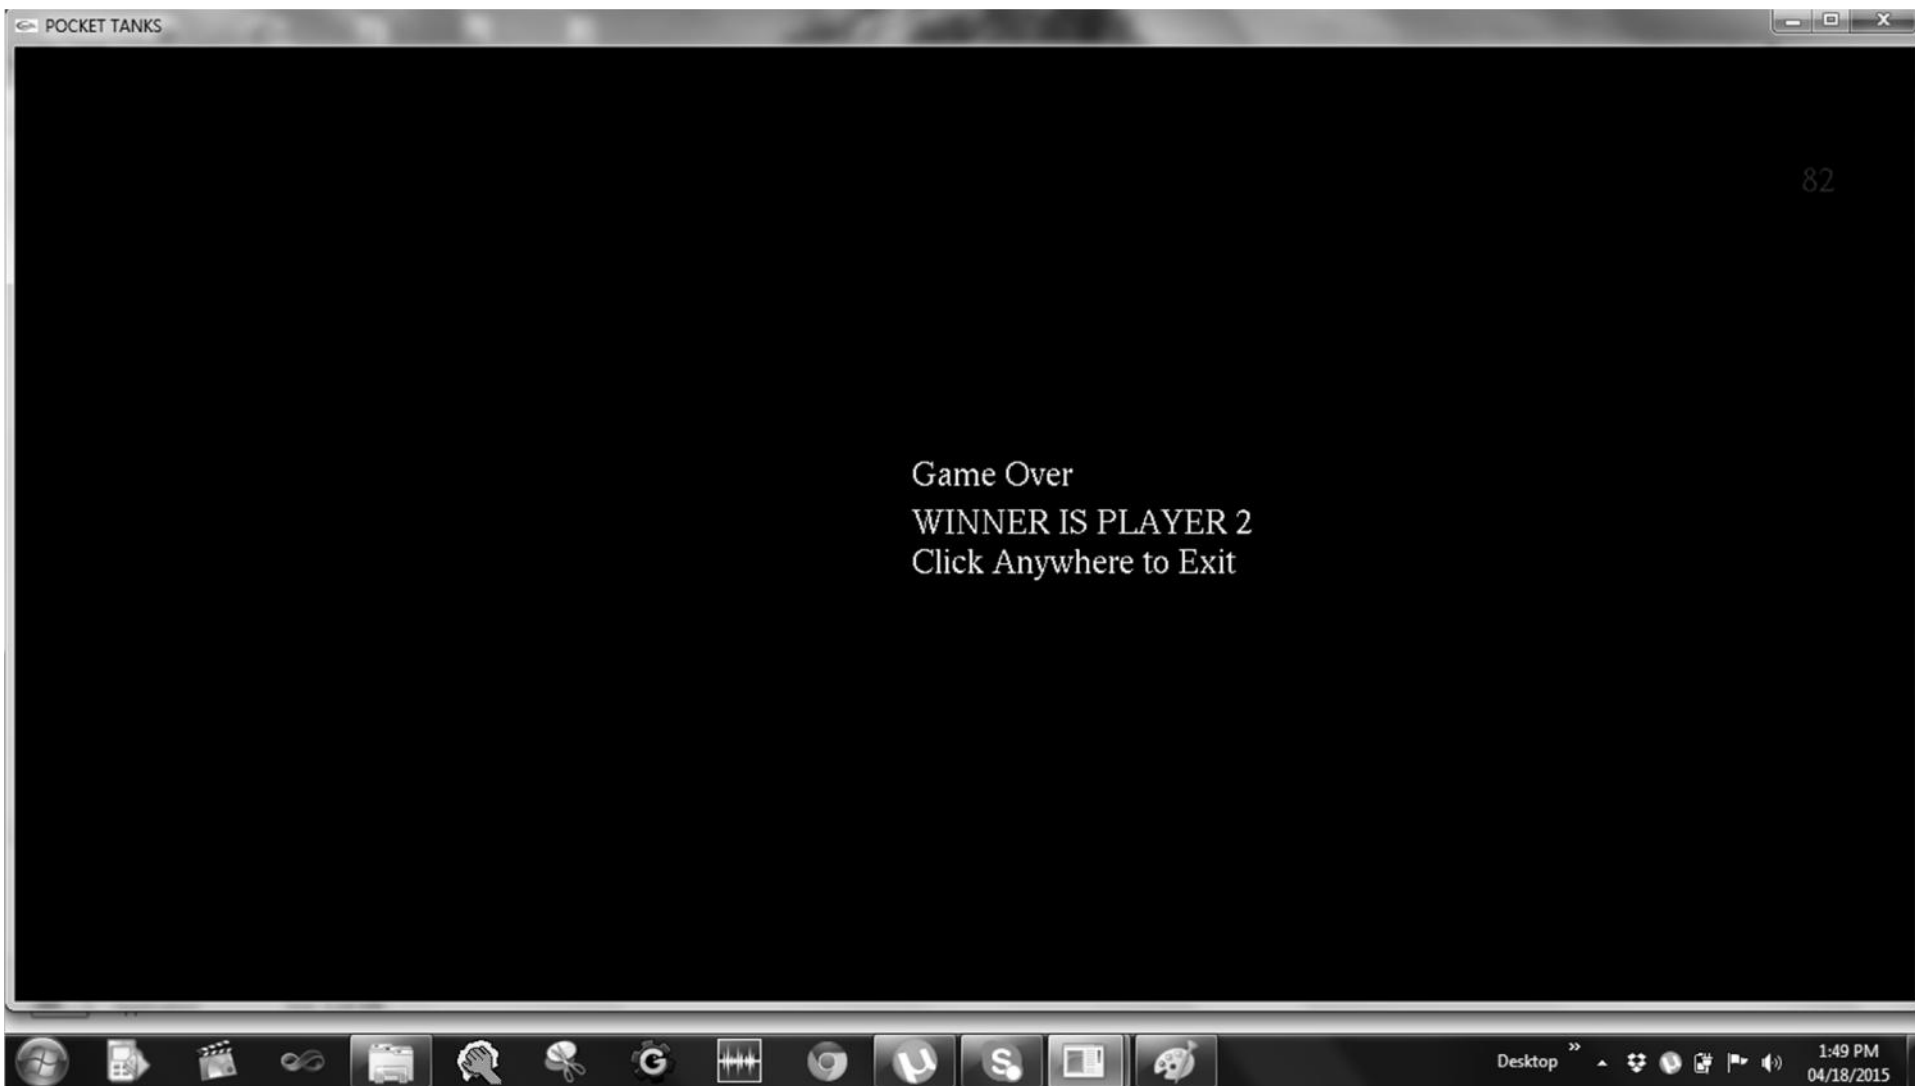 POCKET TANKS
82
Game Over
WINNER IS PLAYER 2
Click Anywhere to Exit
Desktop
1:49 PM
04/18/2015